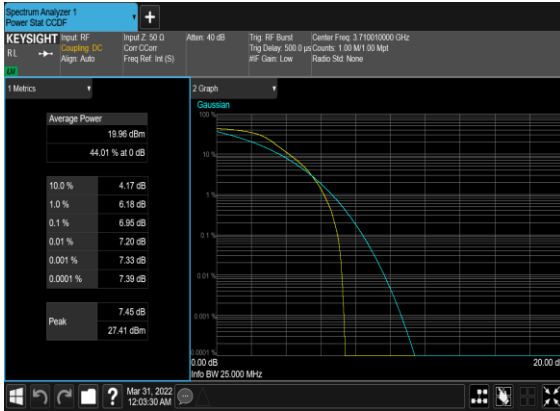 Spectrum Analyzer 1
Power Stat CCDF
+
KEYSIGHT
RL
Input: RF
Coupling: DC
Align: Auto
Input Z: 50 Ω
Corr CCorr
Freq Ref: Int (S)
Atten: 40 dB
Trig: RF Burst
Trig Delay: 500.0 µs
#IF Gain: Low
Center Freq: 3.710010000 GHz
Counts: 1.00 M/1.00 Mpt
Radio Std: None
1 Metrics
Average Power
19.96 dBm
44.01 % at 0 dB
10.0 % 4.17 dB
1.0 % 6.18 dB
0.1 % 6.95 dB
0.01 % 7.20 dB
0.001 % 7.33 dB
0.0001 % 7.39 dB
Peak
7.45 dB
27.41 dBm
2 Graph
Gaussian
100 %
10 %
1 %
0.1 %
0.01 %
0.001 %
0.0001 %
0.00 dB
20.00 d
Info BW 25.000 MHz
?
Mar 31, 2022
12:03:30 AM